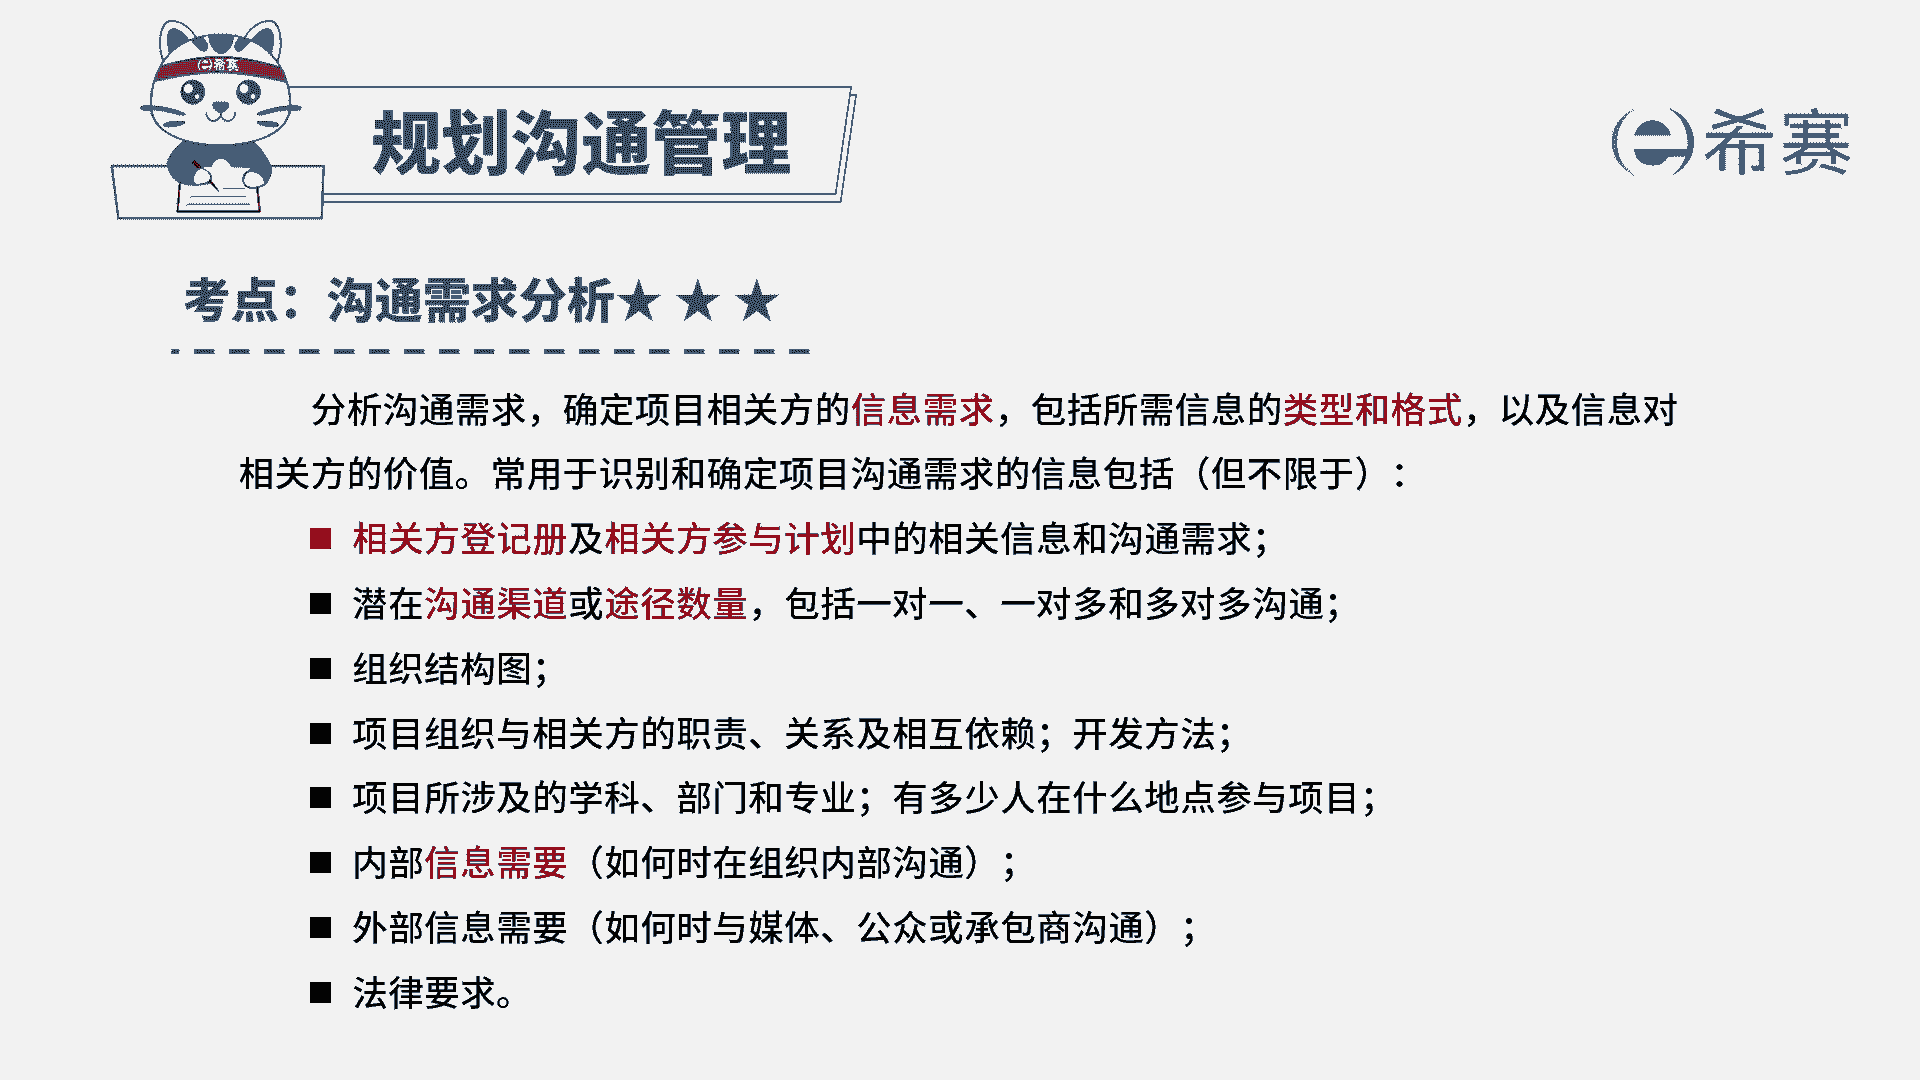 e希赛
规划沟通管理
e希赛
考点：沟通需求分析★ ★ ★
分析沟通需求，确定项目相关方的信息需求，包括所需信息的类型和格式，以及信息对
相关方的价值。常用于识别和确定项目沟通需求的信息包括（但不限于）：
■ 相关方登记册及相关方参与计划中的相关信息和沟通需求；
■ 潜在沟通渠道或途径数量，包括一对一、一对多和多对多沟通；
■ 组织结构图；
■ 项目组织与相关方的职责、关系及相互依赖；开发方法；
■ 项目所涉及的学科、部门和专业；有多少人在什么地点参与项目；
■ 内部信息需要（如何时在组织内部沟通）；
■ 外部信息需要（如何时与媒体、公众或承包商沟通）；
■ 法律要求。